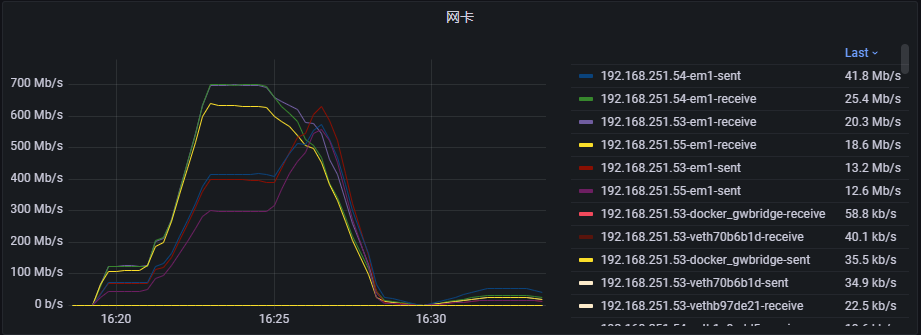 网卡
Last
700 Mb/s
600 Mb/s
500 Mb/s
400 Mb/s
300 Mb/s
200 Mb/s
100 Mb/s
0 b/s
16:20
16:25
16:30
192.168.251.54-em1-sent 41.8 Mb/s
192.168.251.54-em1-receive 25.4 Mb/s
192.168.251.53-em1-receive 20.3 Mb/s
192.168.251.55-em1-receive 18.6 Mb/s
192.168.251.53-em1-sent 13.2 Mb/s
192.168.251.55-em1-sent 12.6 Mb/s
192.168.251.53-docker_gwbridge-receive 58.8 kb/s
192.168.251.53-veth70b6b1d-receive 40.1 kb/s
192.168.251.53-docker_gwbridge-sent 35.5 kb/s
192.168.251.53-veth70b6b1d-sent 34.9 kb/s
192.168.251.53-vethb97de21-receive 22.5 kb/s